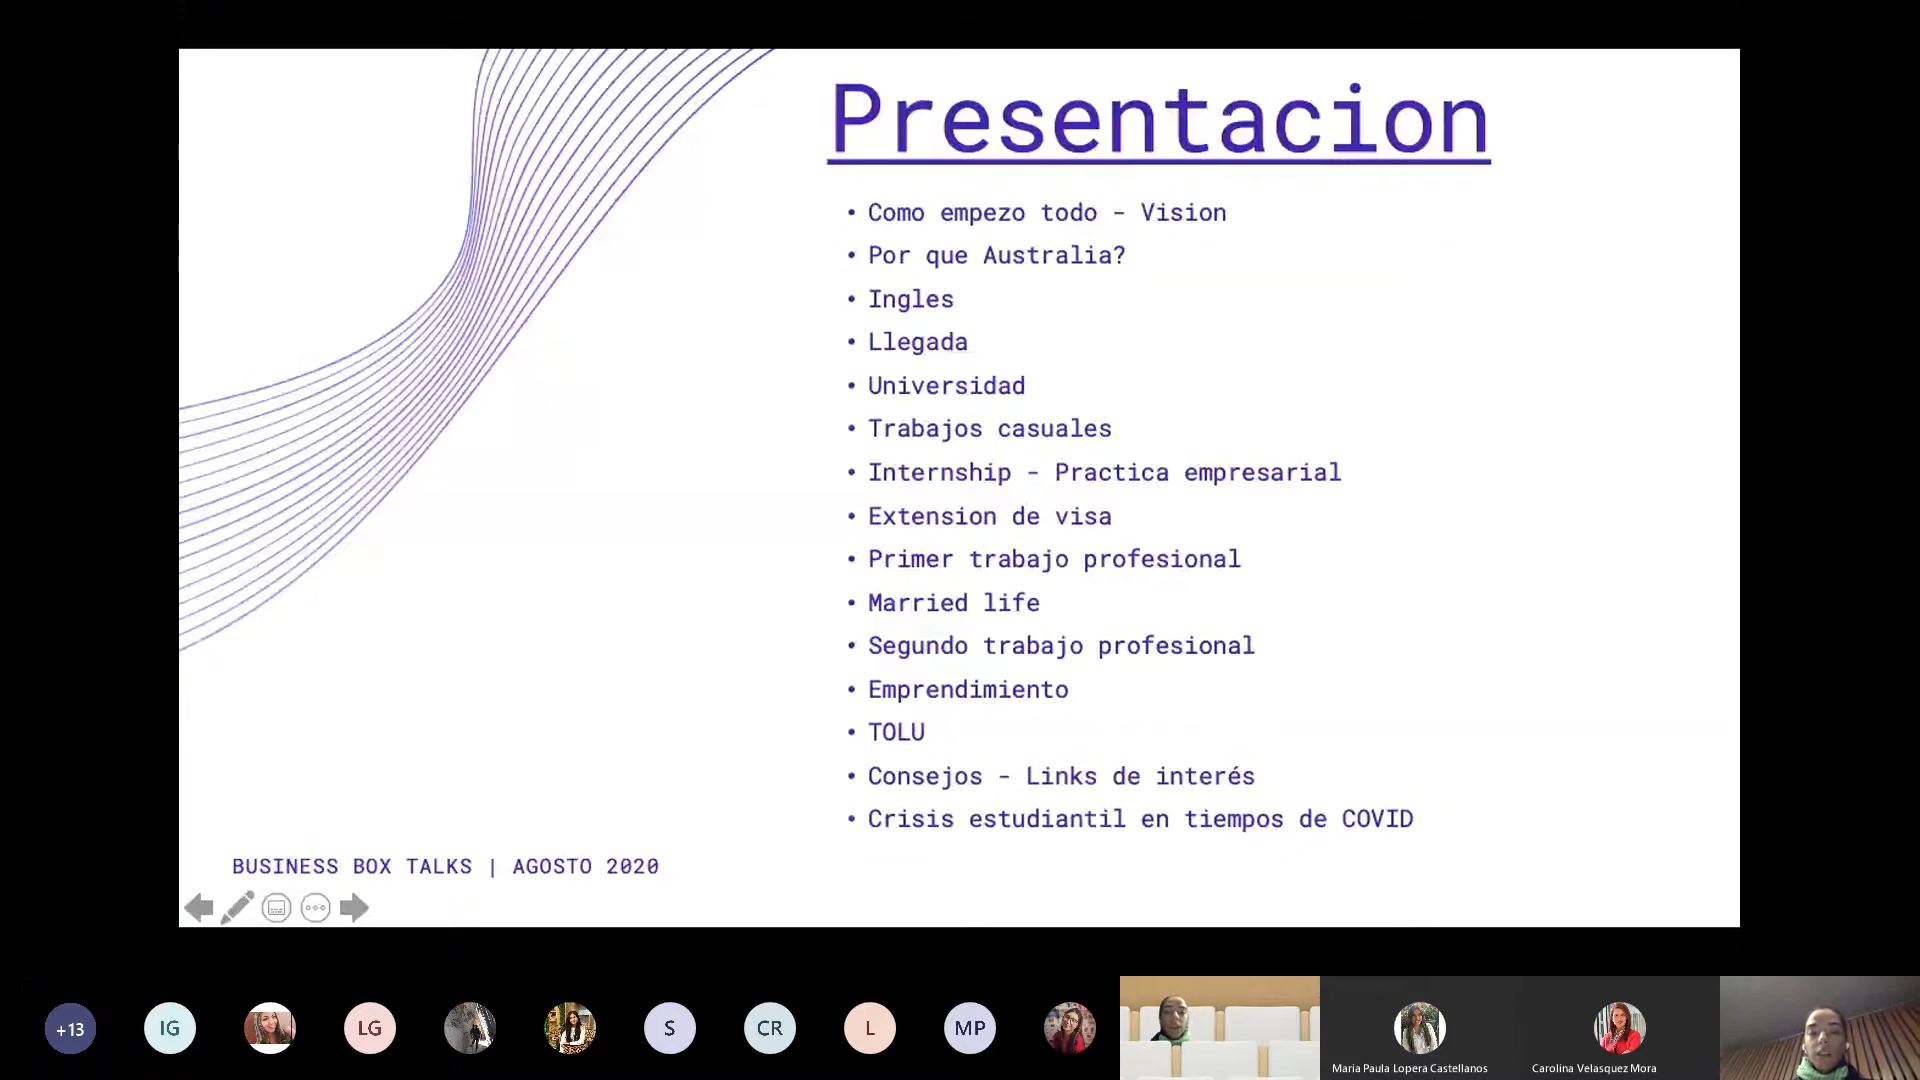 Presentacion
• Como empezo todo - Vision
• Por que Australia?
• Ingles
• Llegada
• Universidad
• Trabajos casuales
• Internship - Practica empresarial
• Extension de visa
• Primer trabajo profesional
• Married life
• Segundo trabajo profesional
• Emprendimiento
• TOLU
• Consejos - Links de interés
• Crisis estudiantil en tiempos de COVID
BUSINESS BOX TALKS | AGOSTO 2020
+13
IG
LG
S
CR
L
MP
Maria Paula Lopera Castellanos
Carolina Velasquez Mora